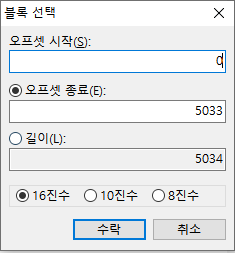 블록 선택
오프셋 시작(S):
0
오프셋 종료(E):
5033
길이(L):
5034
16진수 10진수 8진수
수락 취소